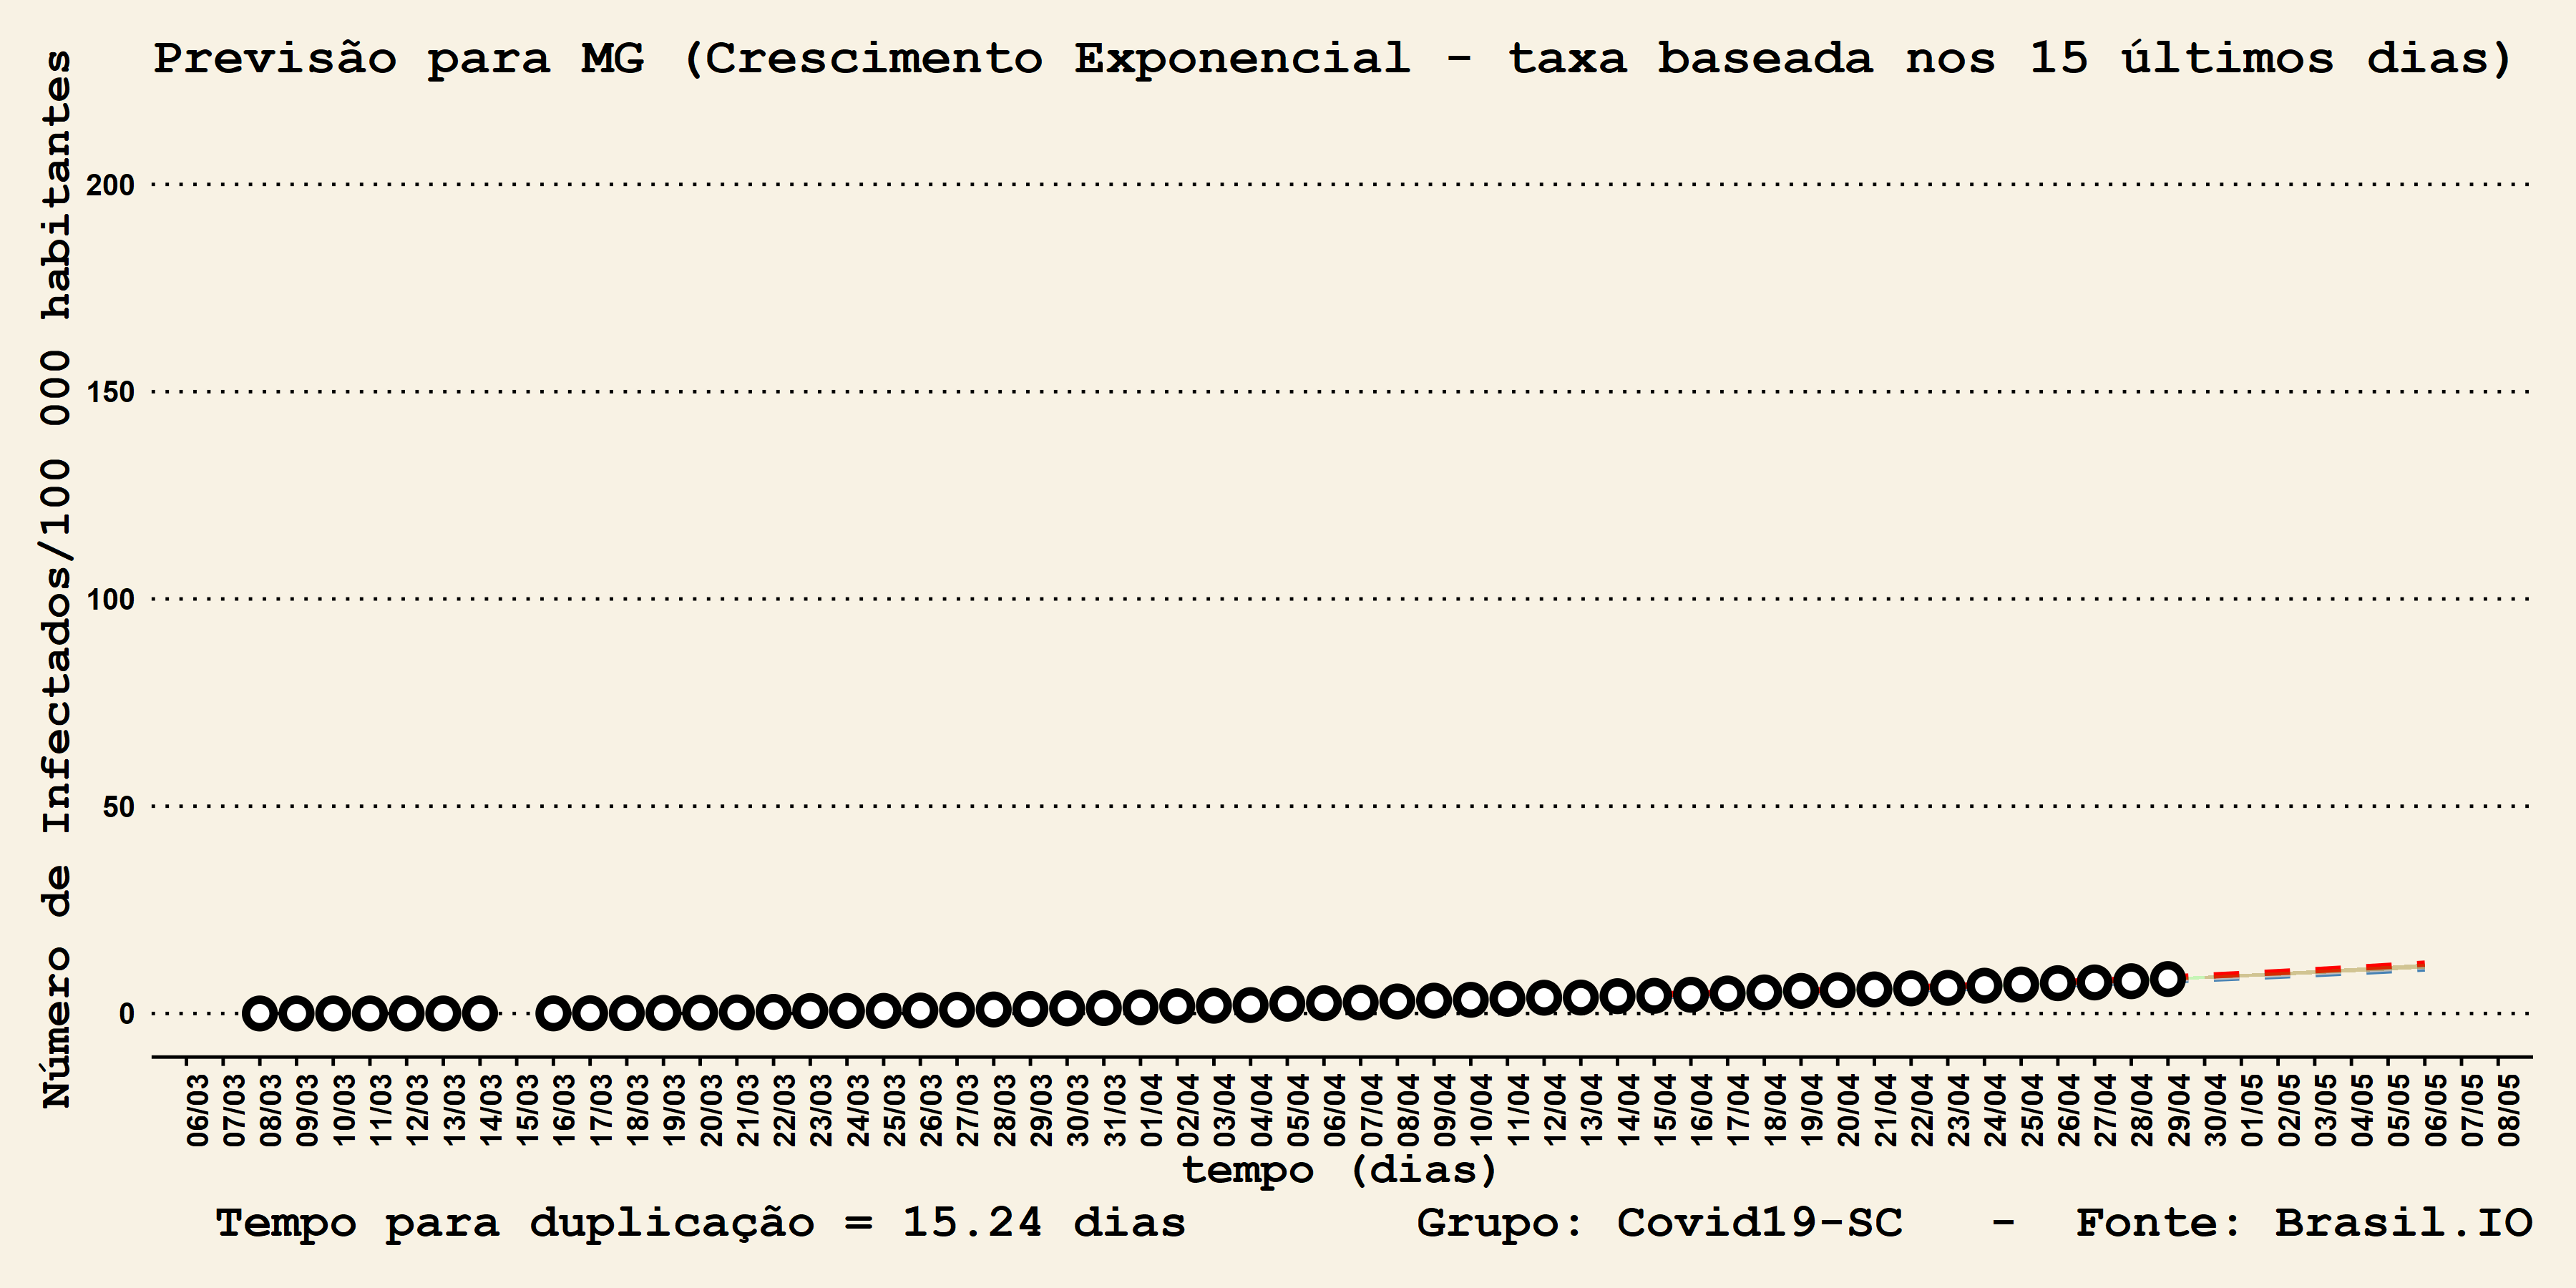 Previsão para MG (Crescimento Exponencial - taxa baseada nos 15 últimos dias)
Número de Infectados/100 000 habitantes
200
150
100
50
0
06/03 07/03 08/03 09/03 10/03 11/03 12/03 13/03 14/03 15/03 16/03 17/03 18/03 19/03 20/03 21/03 22/03 23/03 24/03 25/03 26/03 27/03 28/03 29/03 30/03 31/03 01/04 02/04 03/04 04/04 05/04 06/04 07/04 08/04 09/04 10/04 11/04 12/04 13/04 14/04 15/04 16/04 17/04 18/04 19/04 20/04 21/04 22/04 23/04 24/04 25/04 26/04 27/04 28/04 29/04 30/04 01/05 02/05 03/05 04/05 05/05 06/05 07/05 08/05
tempo (dias)
Tempo para duplicação = 15.24 dias Grupo: Covid19-SC - Fonte: Brasil.IO